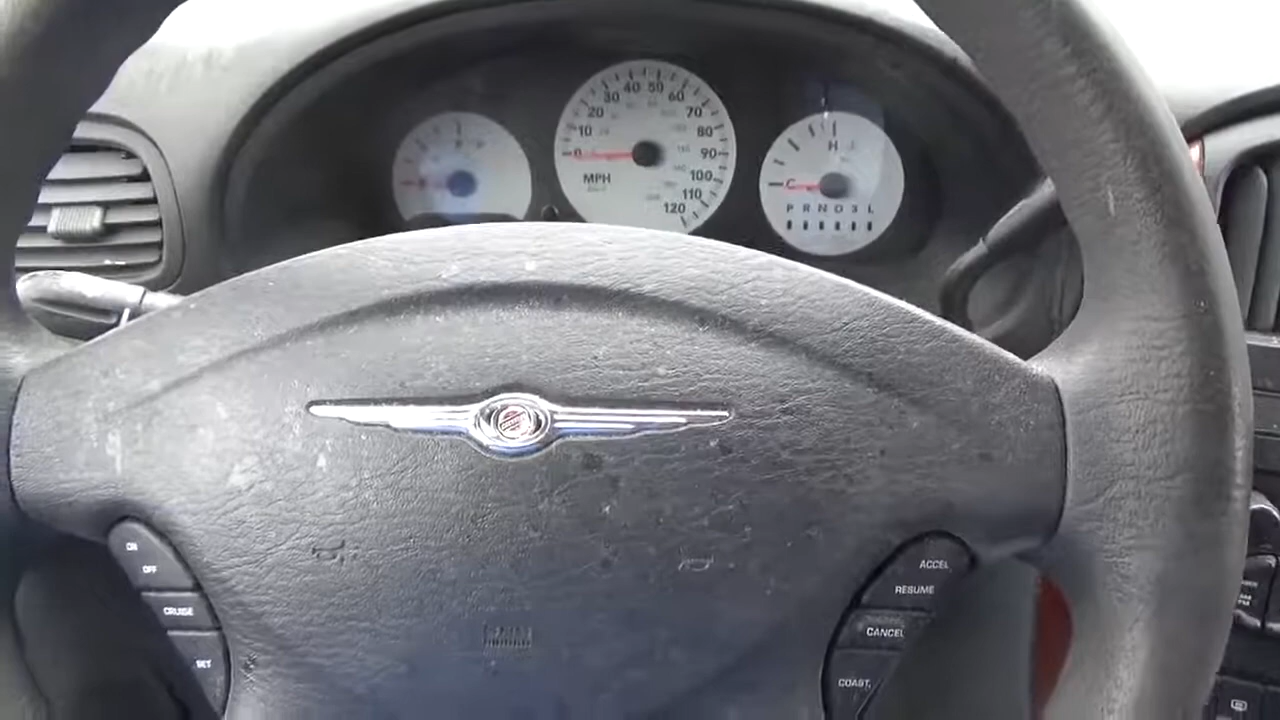 40 50
30 60
20 70
10 80
0 90
MPH 100
110
120
H
C
P R N D 3 L
ON
OFF
CRUISE
SET
ACCEL
RESUME
CANCEL
COAST